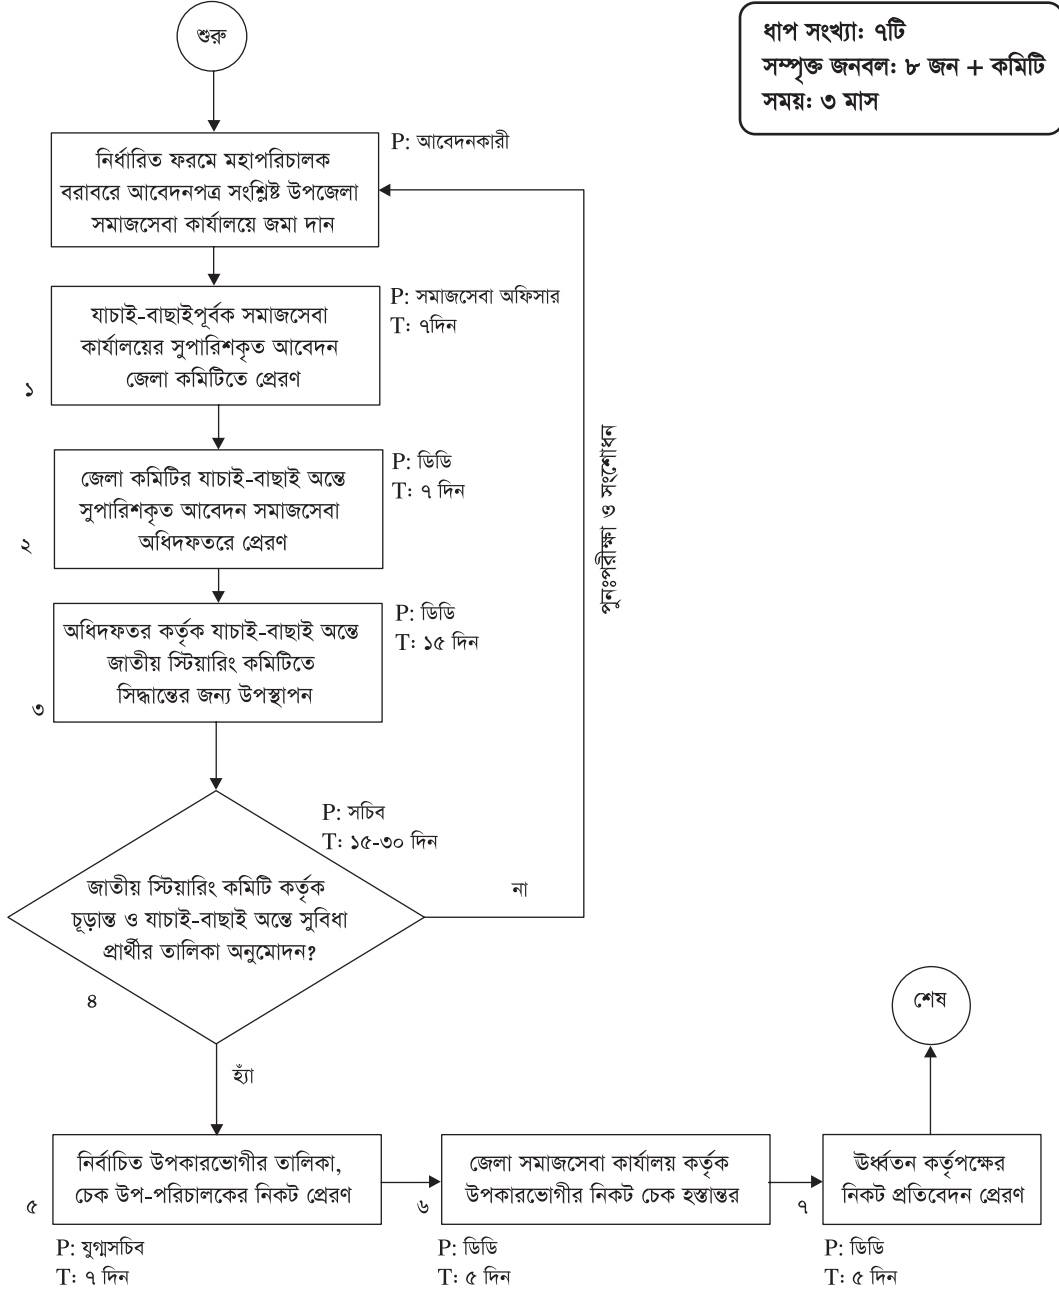 শুরু
ধাপ সংখ্যা: ৭টি
সম্পৃক্ত জনবল: ৮ জন + কমিটি
সময়: ৩ মাস
P: আবেদনকারী
নির্ধারিত ফরমে মহাপরিচালক
বরাবরে আবেদনপত্র সংশ্লিষ্ট উপজেলা
সমাজসেবা কার্যালয়ে জমা দান
P: সমাজসেবা অফিসার
T: ৭দিন
যাচাই-বাছাইপূর্বক সমাজসেবা
কার্যালয়ের সুপারিশকৃত আবেদন
জেলা কমিটিতে প্রেরণ
১
P: ডিডি
T: ৭ দিন
জেলা কমিটির যাচাই-বাছাই অন্তে
সুপারিশকৃত আবেদন সমাজসেবা
অধিদফতরে প্রেরণ
২
পুনঃপরীক্ষা ও সংশোধন
P: ডিডি
T: ১৫ দিন
অধিদফতর কর্তৃক যাচাই-বাছাই অন্তে
জাতীয় স্টিয়ারিং কমিটিতে
সিদ্ধান্তের জন্য উপস্থাপন
৩
P: সচিব
T: ১৫-৩০ দিন
জাতীয় স্টিয়ারিং কমিটি কর্তৃক
চূড়ান্ত ও যাচাই-বাছাই অন্তে সুবিধা
প্রার্থীর তালিকা অনুমোদন?
৪
না
হ্যাঁ
শেষ
নির্বাচিত উপকারভোগীর তালিকা,
চেক উপ-পরিচালকের নিকট প্রেরণ
৫
P: যুগ্মসচিব
T: ৭ দিন
জেলা সমাজসেবা কার্যালয় কর্তৃক
উপকারভোগীর নিকট চেক হস্তান্তর
৬
P: ডিডি
T: ৫ দিন
ঊর্ধ্বতন কর্তৃপক্ষের
নিকট প্রতিবেদন প্রেরণ
৭
P: ডিডি
T: ৫ দিন